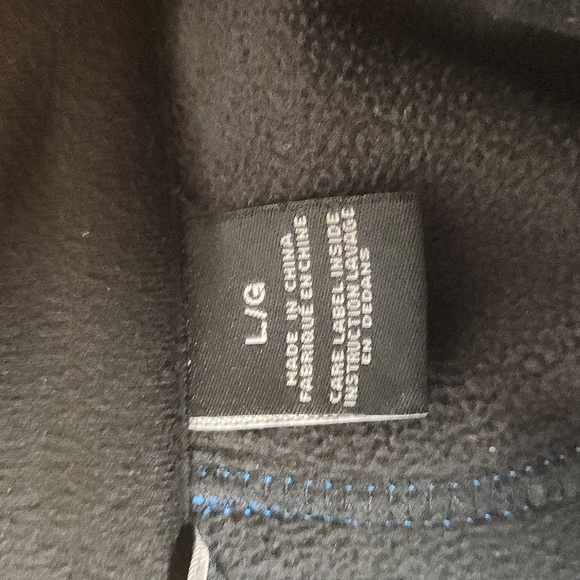 L/G
MADE IN CHINA
FABRIQUÉ EN CHINE
CARE LABEL INSIDE
INSTRUCTION LAVAGE
EN DEDANS